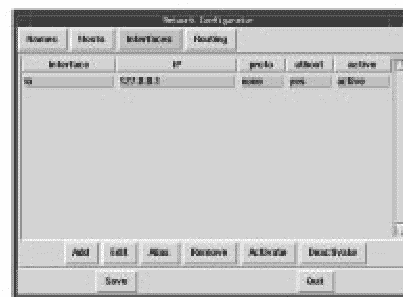 Network Configurator
Names Hosts Interfaces Routing
interface IP proto atboot active
lo 127.0.0.1 none yes active
Add Edit Alias Remove Activate Deactivate
Save Quit